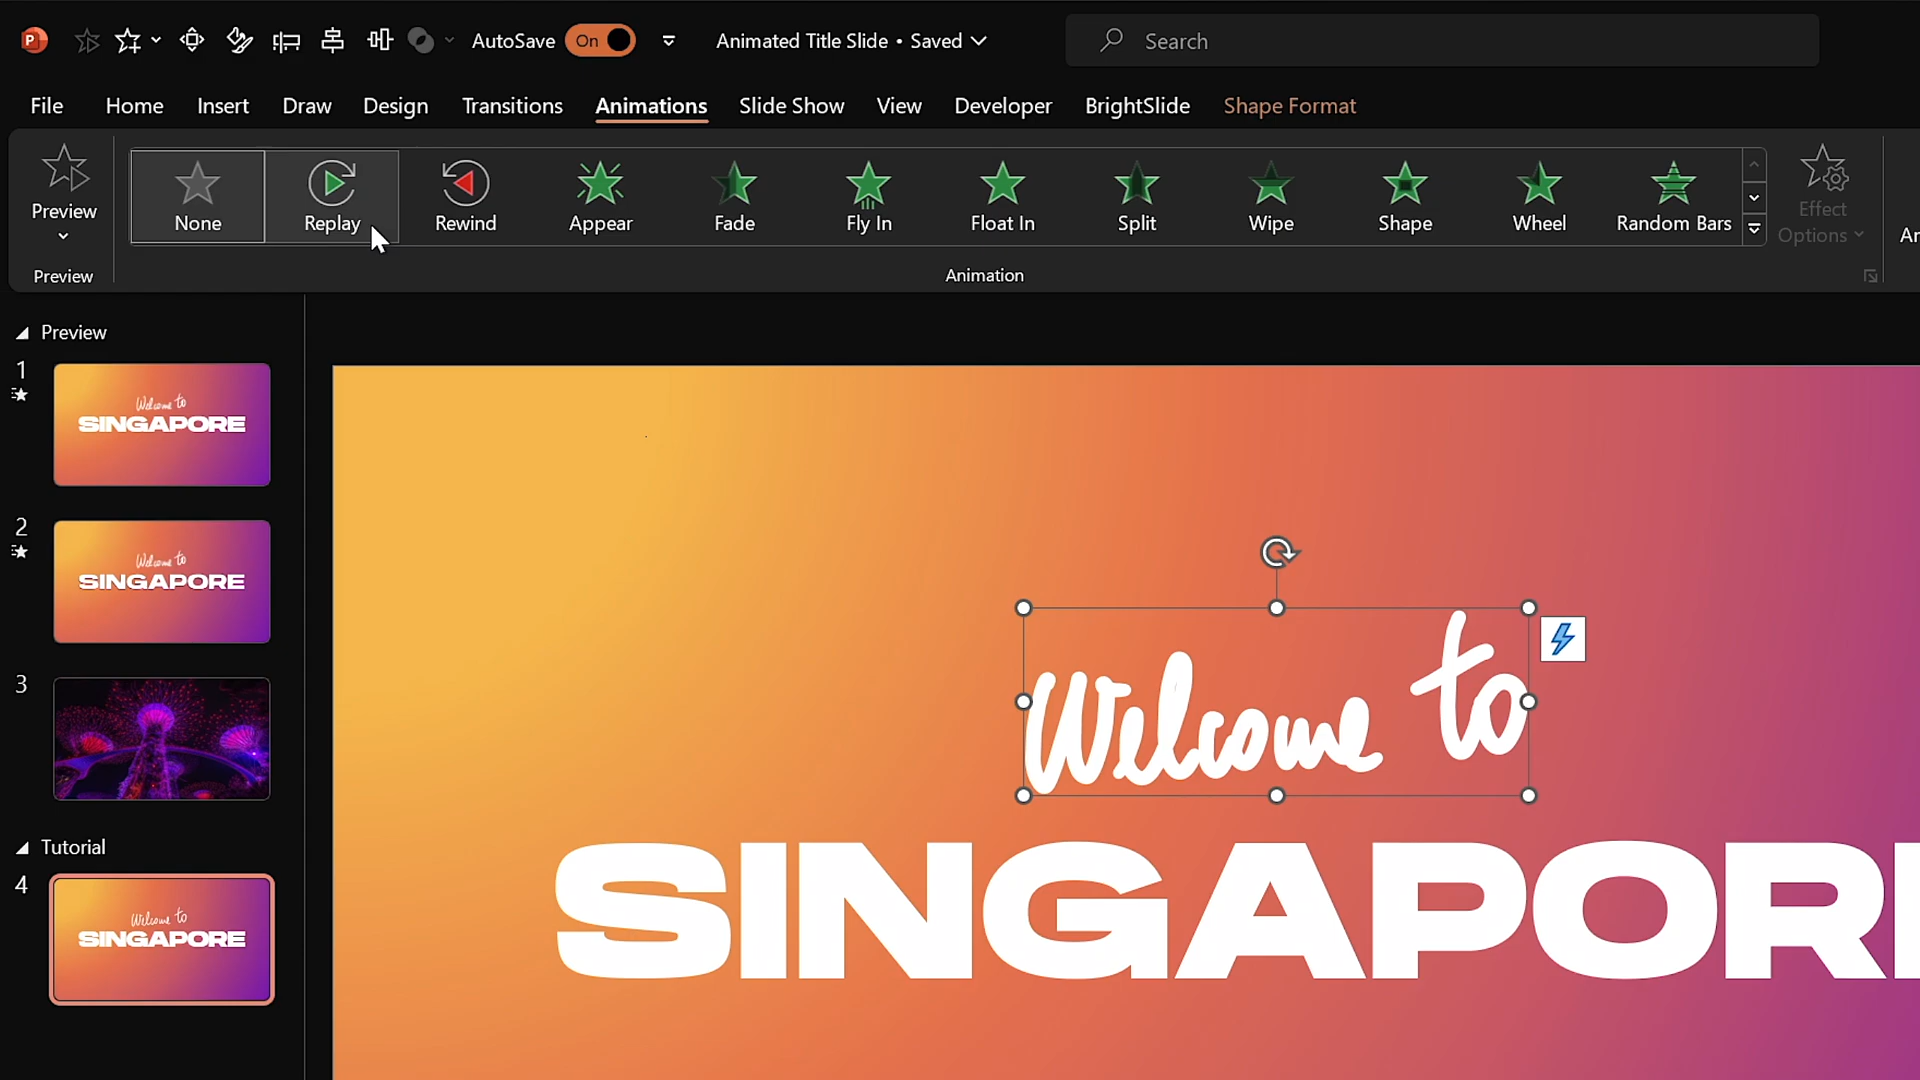 AutoSave On Animated Title Slide • Saved Search
File Home Insert Draw Design Transitions Animations Slide Show View Developer BrightSlide Shape Format
Preview None Replay Rewind Appear Fade Fly In Float In Split Wipe Shape Wheel Random Bars Effect Options
Preview Animation
Preview
1
Welcome to
SINGAPORE
2
Welcome to
SINGAPORE
3
Tutorial
4
Welcome to
SINGAPORE
Welcome to
SINGAPOR